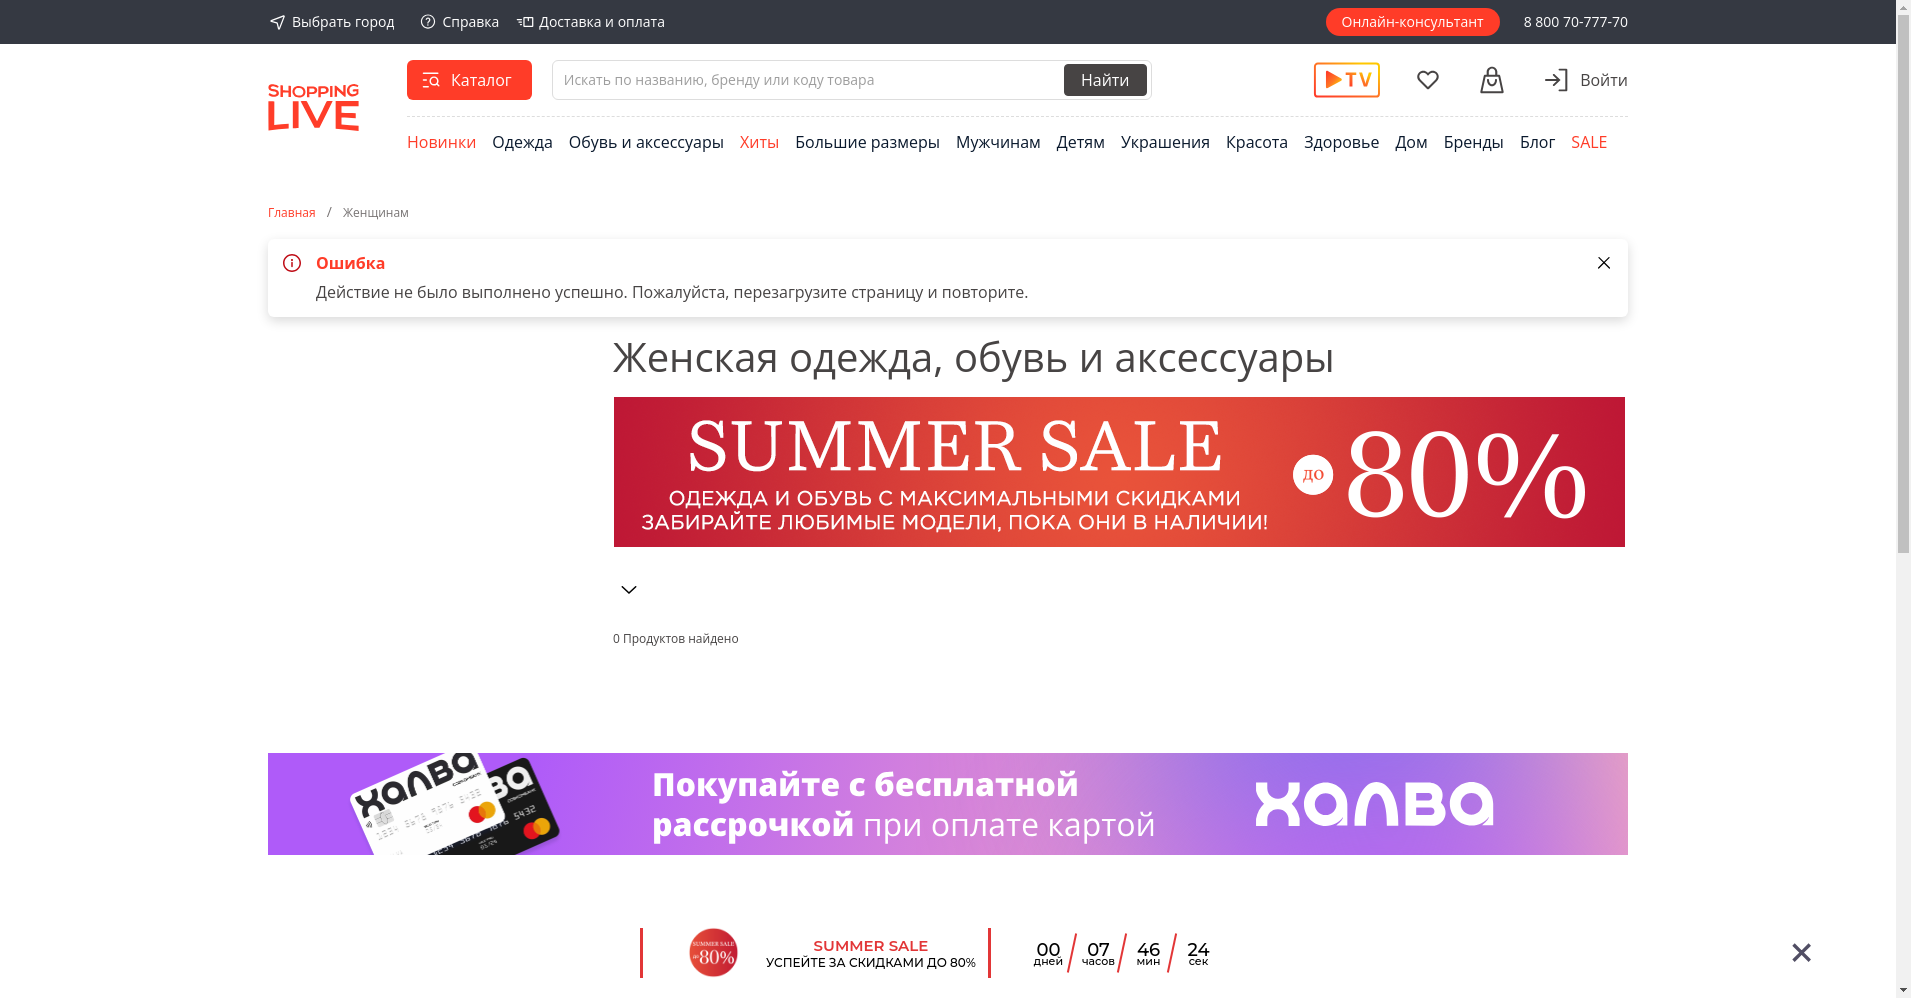 Выбрать город Справка Доставка и оплата Онлайн-консультант 8 800 70-777-70
SHOPPING
LIVE
Каталог Искать по названию, бренду или коду товара Найти TV Войти
Новинки Одежда Обувь и аксессуары Хиты Большие размеры Мужчинам Детям Украшения Красота Здоровье Дом Бренды Блог SALE
Главная / Женщинам
Ошибка
Действие не было выполнено успешно. Пожалуйста, перезагрузите страницу и повторите.
Женская одежда, обувь и аксессуары
SUMMER SALE
ОДЕЖДА И ОБУВЬ С МАКСИМАЛЬНЫМИ СКИДКАМИ
ЗАБИРАЙТЕ ЛЮБИМЫЕ МОДЕЛИ, ПОКА ОНИ В НАЛИЧИИ!
ДО 80%
0 Продуктов найдено
халва
халва
Покупайте с бесплатной
рассрочкой при оплате картой
халва
SUMMER SALE
до 80%
SUMMER SALE
УСПЕЙТЕ ЗА СКИДКАМИ ДО 80%
00 07 46 24
дней часов мин сек